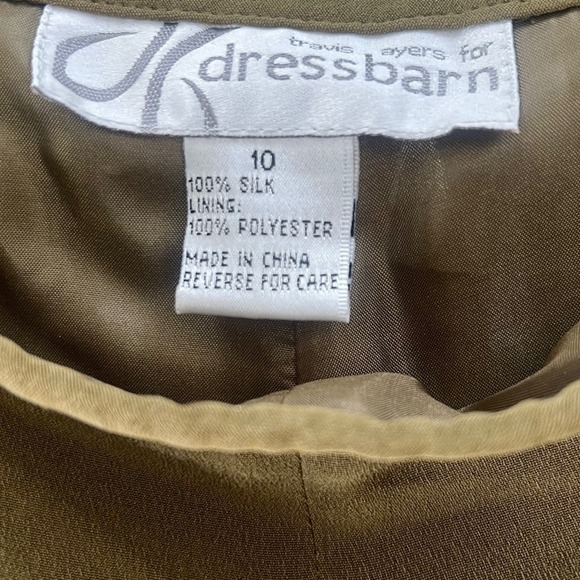 travis ayers for
dressbarn
10
100% SILK
LINING:
100% POLYESTER
MADE IN CHINA
REVERSE FOR CARE